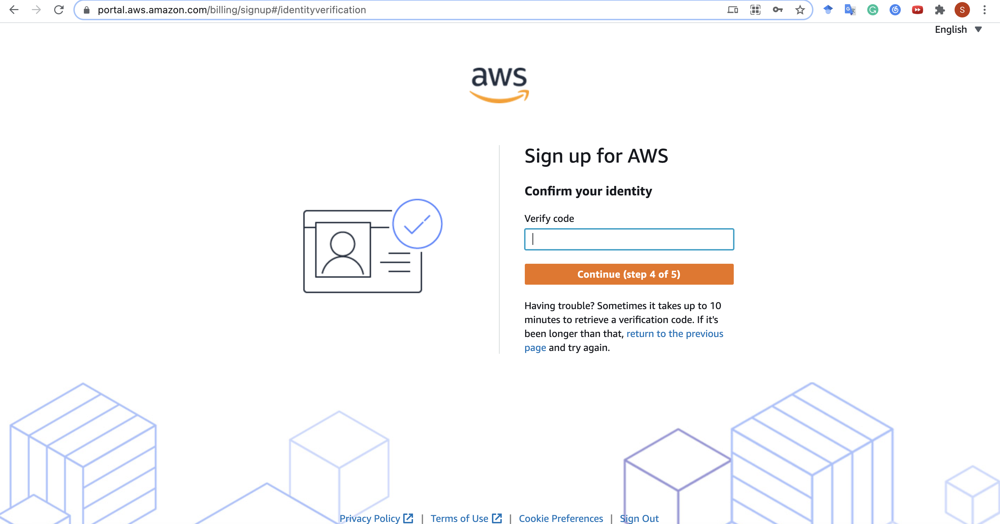 portal.aws.amazon.com/billing/signup#/identityverification
S
English
aws
Sign up for AWS
Confirm your identity
Verify code
Continue (step 4 of 5)
Having trouble? Sometimes it takes up to 10
minutes to retrieve a verification code. If it's
been longer than that, return to the previous
page and try again.
Privacy Policy | Terms of Use | Cookie Preferences | Sign Out